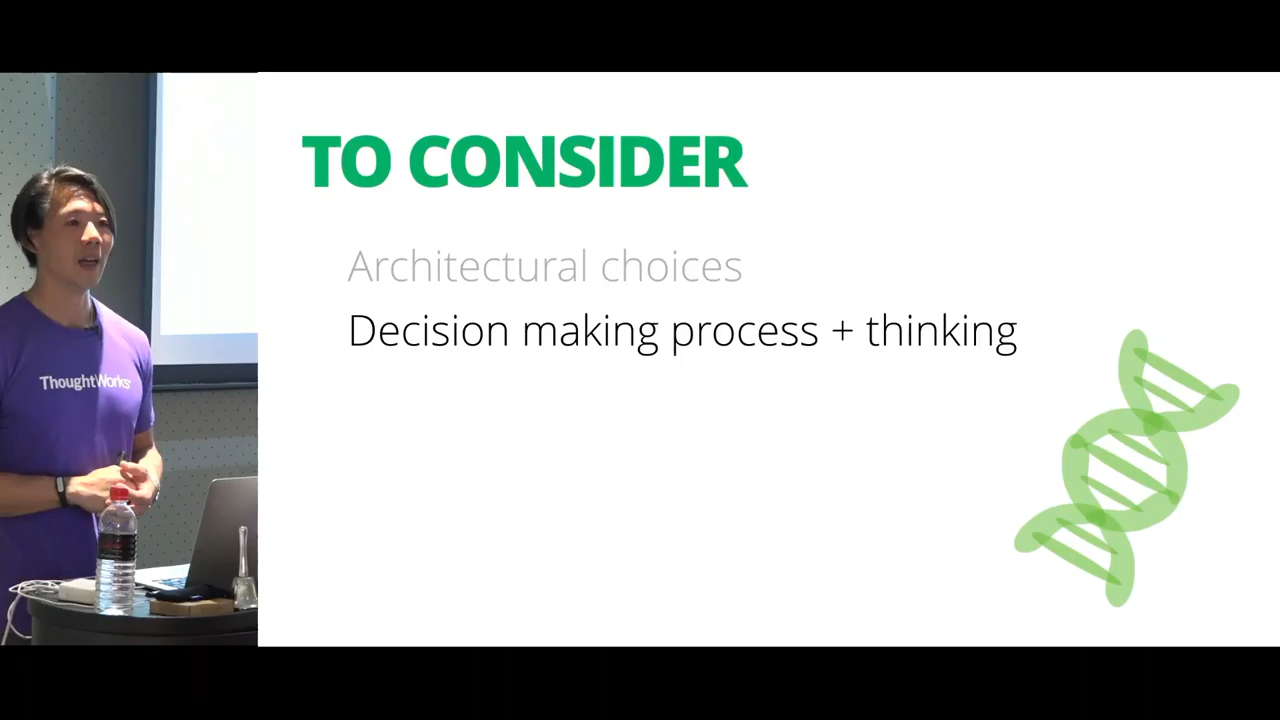 TO CONSIDER
Architectural choices
Decision making process + thinking
ThoughtWorks